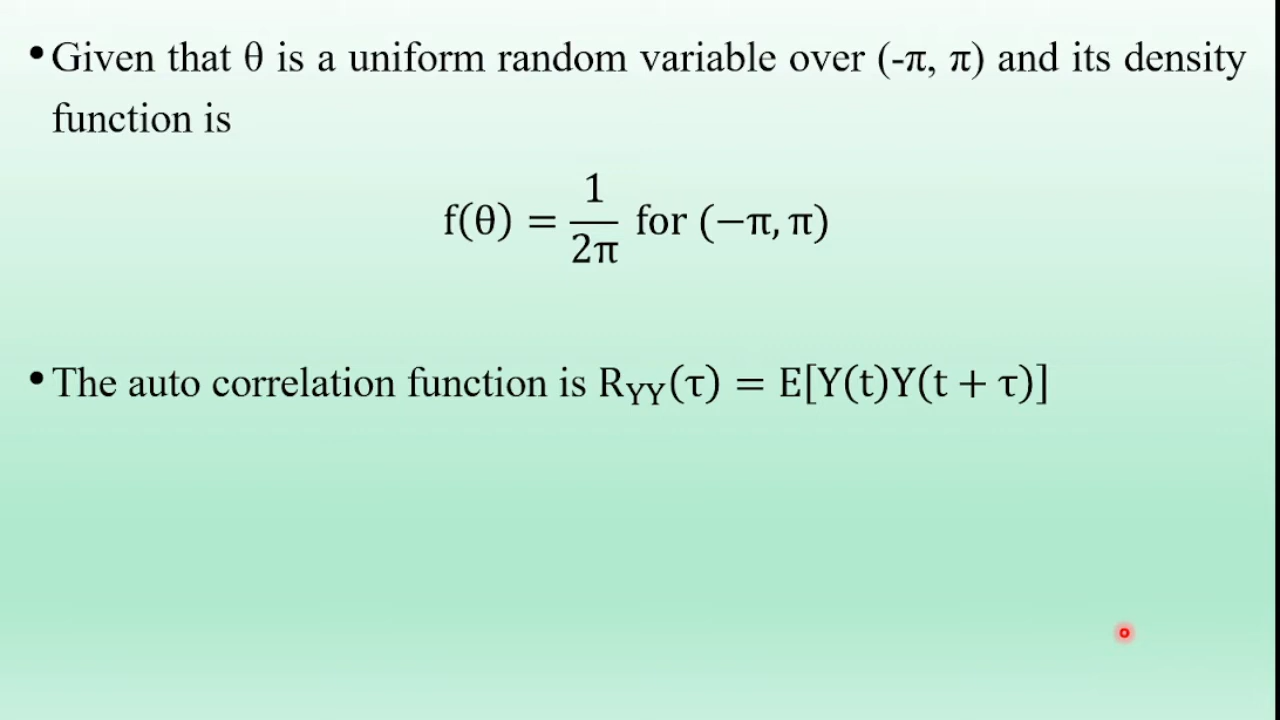 • Given that θ is a uniform random variable over (-π, π) and its density
function is
f(θ) = 1/2π for (−π, π)
• The auto correlation function is R_YY(τ) = E[Y(t)Y(t + τ)]